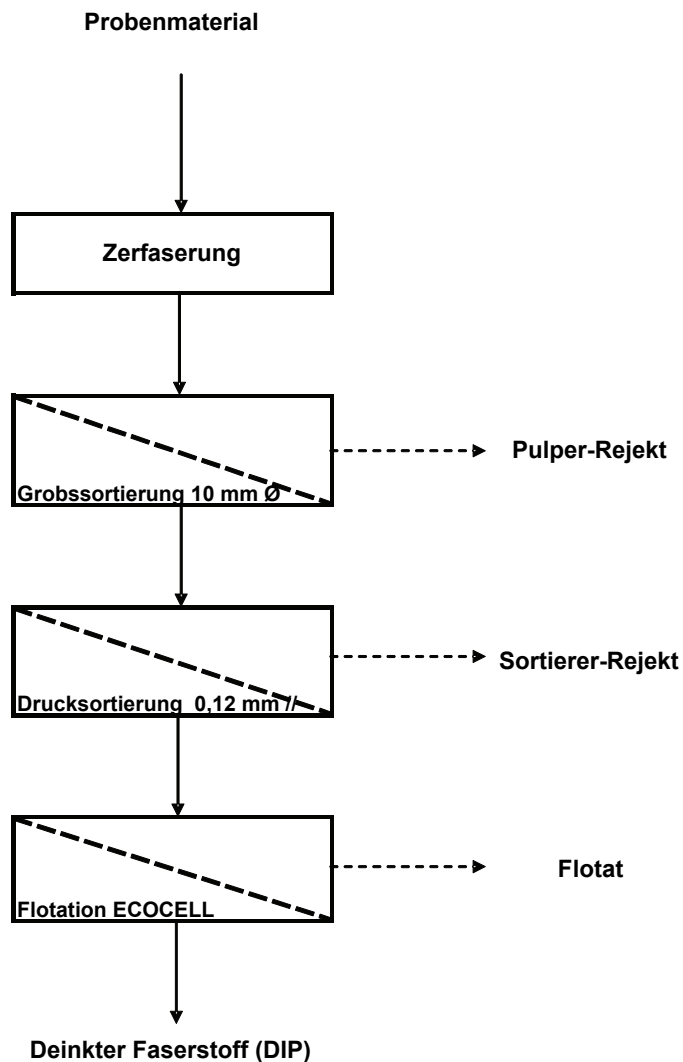 Probenmaterial
Zerfaserung
Grobssortierung 10 mm Ø
Pulper-Rejekt
Drucksortierung 0,12 mm //
Sortierer-Rejekt
Flotation ECOCELL
Flotat
Deinkter Faserstoff (DIP)